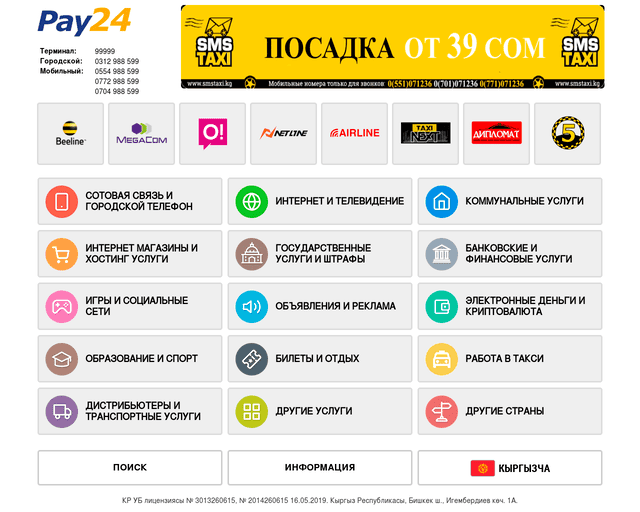 Pay24
Терминал: 99999
Городской: 0312 988 599
Мобильный: 0554 988 599
0772 988 599
0704 988 599
SMS TAXI
ПОСАДКА ОТ 39 СОМ
SMS TAXI
www.smstaxi.kg
Мобильные номера только для звонков 0(551)071236 0(701)071236 0(771)071236
www.smstaxi.kg
Beeline™
MEGACOM
O!
NETLINE
AIRLINE
TAXI NEXT
ДИПЛОМАТ
5
СОТОВАЯ СВЯЗЬ И
ГОРОДСКОЙ ТЕЛЕФОН
ИНТЕРНЕТ И ТЕЛЕВИДЕНИЕ
КОММУНАЛЬНЫЕ УСЛУГИ
ИНТЕРНЕТ МАГАЗИНЫ И
ХОСТИНГ УСЛУГИ
ГОСУДАРСТВЕННЫЕ
УСЛУГИ И ШТРАФЫ
БАНКОВСКИЕ И
ФИНАНСОВЫЕ УСЛУГИ
ИГРЫ И СОЦИАЛЬНЫЕ
СЕТИ
ОБЪЯВЛЕНИЯ И РЕКЛАМА
ЭЛЕКТРОННЫЕ ДЕНЬГИ И
КРИПТОВАЛЮТА
ОБРАЗОВАНИЕ И СПОРТ
БИЛЕТЫ И ОТДЫХ
РАБОТА В ТАКСИ
ДИСТРИБЬЮТЕРЫ И
ТРАНСПОРТНЫЕ УСЛУГИ
ДРУГИЕ УСЛУГИ
ДРУГИЕ СТРАНЫ
ПОИСК
ИНФОРМАЦИЯ
КЫРГЫЗЧА
КР УБ лицензиясы № 3013260615, № 2014260615 16.05.2019. Кыргыз Республикасы, Бишкек ш., Игембердиев көч. 1А.